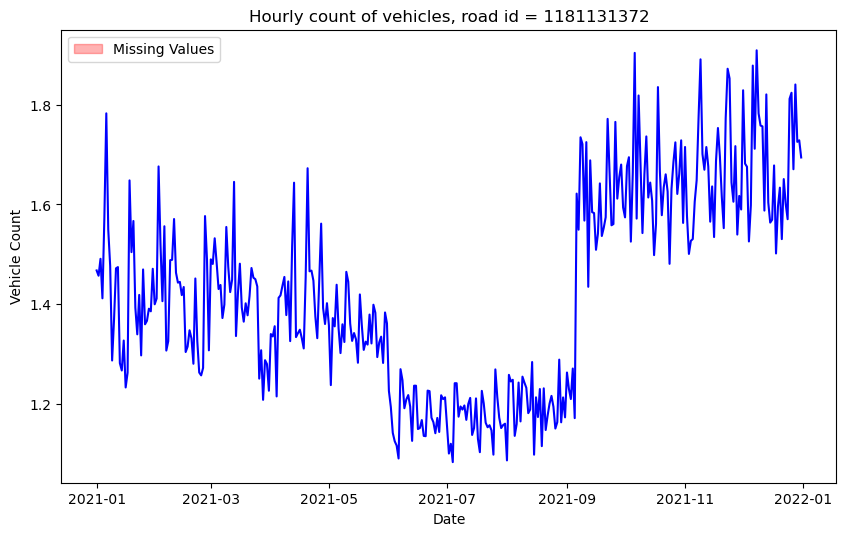 Hourly count of vehicles, road id = 1181131372
Missing Values
Vehicle Count
1.8
1.6
1.4
1.2
2021-01 2021-03 2021-05 2021-07 2021-09 2021-11 2022-01
Date